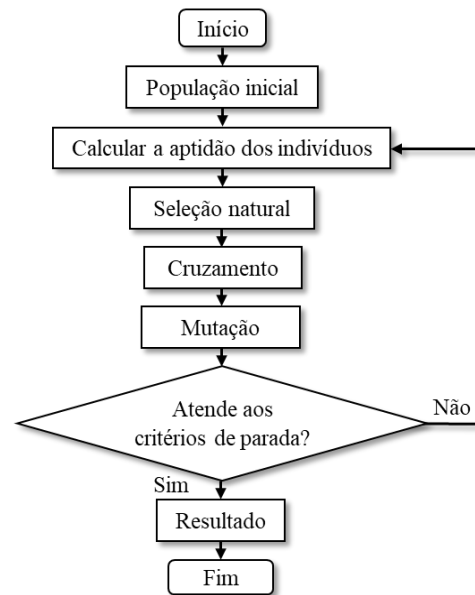 Início
População inicial
Calcular a aptidão dos indivíduos
Seleção natural
Cruzamento
Mutação
Atende aos
critérios de parada?
Não
Sim
Resultado
Fim